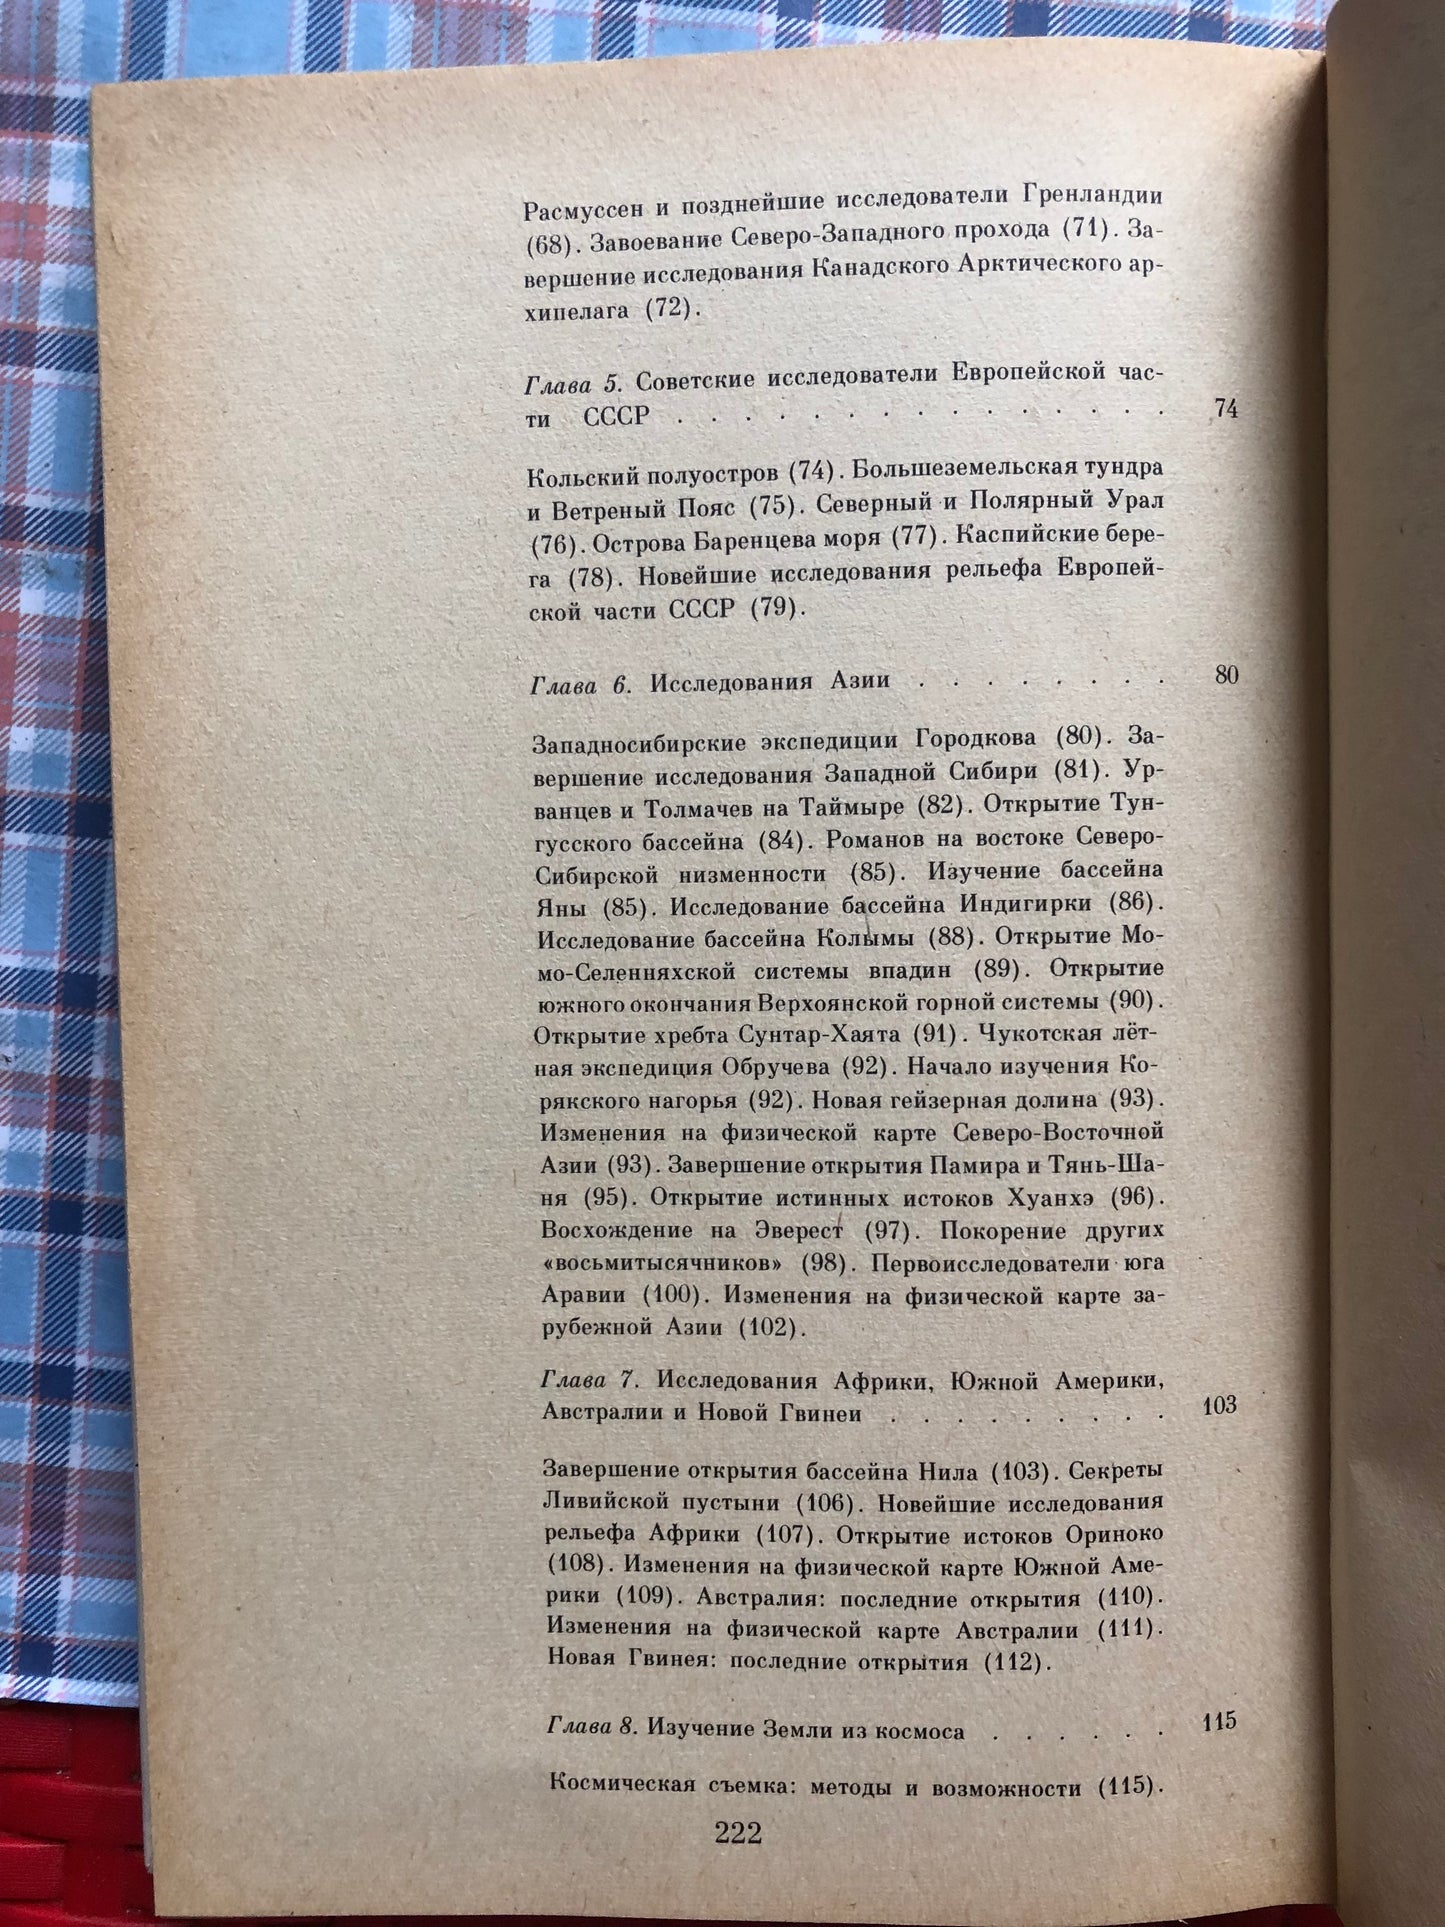 Расмуссен и позднейшие исследователи Гренландии
(68). Завоевание Северо-Западного прохода (71). За-
вершение исследования Канадского Арктического ар-
хипелага (72).
Глава 5. Советские исследователи Европейской час-
ти СССР . . . . . . . . . . . . . . . 74
Кольский полуостров (74). Большеземельская тундра
и Ветреный Пояс (75). Северный и Полярный Урал
(76). Острова Баренцева моря (77). Каспийские бере-
га (78). Новейшие исследования рельефа Европей-
ской части СССР (79).
Глава 6. Исследования Азии . . . . . . . . 80
Западносибирские экспедиции Городкова (80). За-
вершение исследования Западной Сибири (81). Ур-
ванцев и Толмачев на Таймыре (82). Открытие Тун-
гусского бассейна (84). Романов на востоке Северо-
Сибирской низменности (85). Изучение бассейна
Яны (85). Исследование бассейна Индигирки (86).
Исследование бассейна Колымы (88). Открытие Мо-
мо-Селенняхской системы впадин (89). Открытие
южного окончания Верхоянской горной системы (90).
Открытие хребта Сунтар-Хаята (91). Чукотская лёт-
ная экспедиция Обручева (92). Начало изучения Ко-
рякского нагорья (92). Новая гейзерная долина (93).
Изменения на физической карте Северо-Восточной
Азии (93). Завершение открытия Памира и Тянь-Ша-
ня (95). Открытие истинных истоков Хуанхэ (96).
Восхождение на Эверест (97). Покорение других
«восьмитысячников» (98). Первоисследователи юга
Аравии (100). Изменения на физической карте за-
рубежной Азии (102).
Глава 7. Исследования Африки, Южной Америки,
Австралии и Новой Гвинеи . . . . . . . . . 103
Завершение открытия бассейна Нила (103). Секреты
Ливийской пустыни (106). Новейшие исследования
рельефа Африки (107). Открытие истоков Ориноко
(108). Изменения на физической карте Южной Аме-
рики (109). Австралия: последние открытия (110).
Изменения на физической карте Австралии (111).
Новая Гвинея: последние открытия (112).
Глава 8. Изучение Земли из космоса . . . . . . 115
Космическая съемка: методы и возможности (115).
222